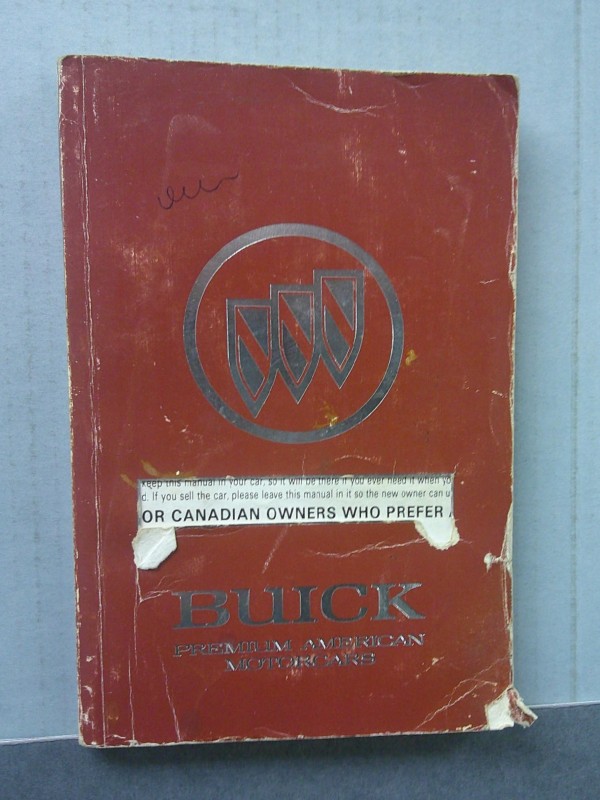 keep this manual in your car, so it will be there if you ever need it when yo
d. If you sell the car, please leave this manual in it so the new owner can u
OR CANADIAN OWNERS WHO PREFER
BUICK
PREMIUM AMERICAN
MOTORCARS